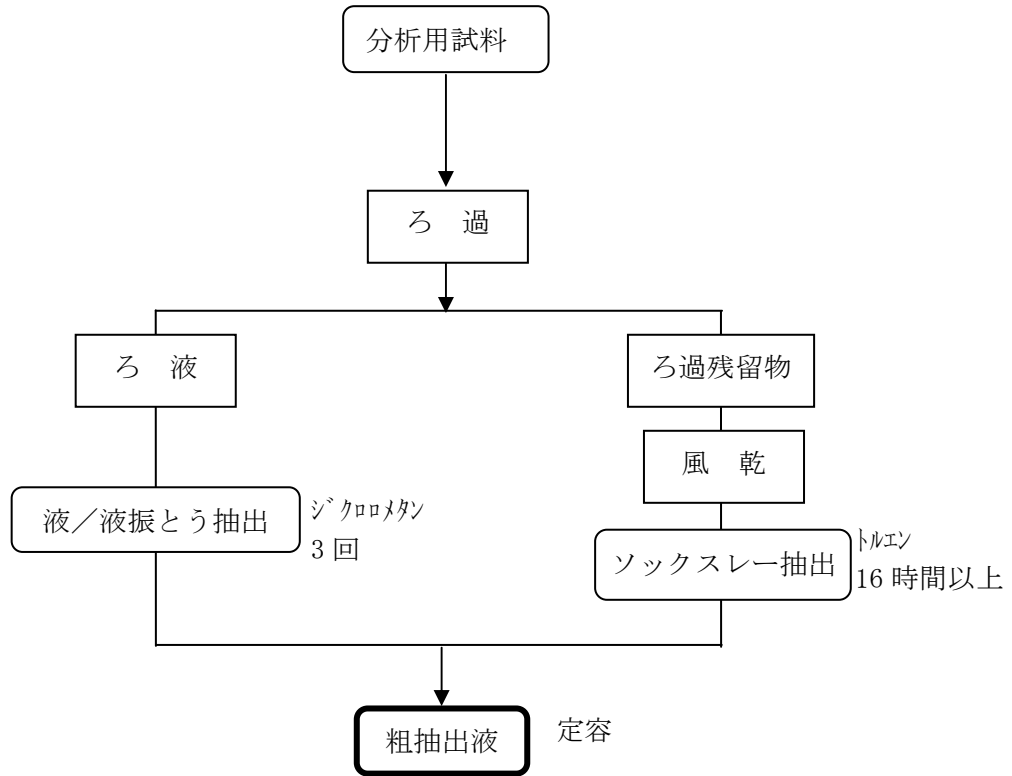 分析用試料
ろ　過
ろ　液
ろ過残留物
風　乾
液／液振とう抽出
ｼﾞｸﾛﾛﾒﾀﾝ
3 回
ソックスレー抽出
ﾄﾙｴﾝ
16 時間以上
粗抽出液
定容